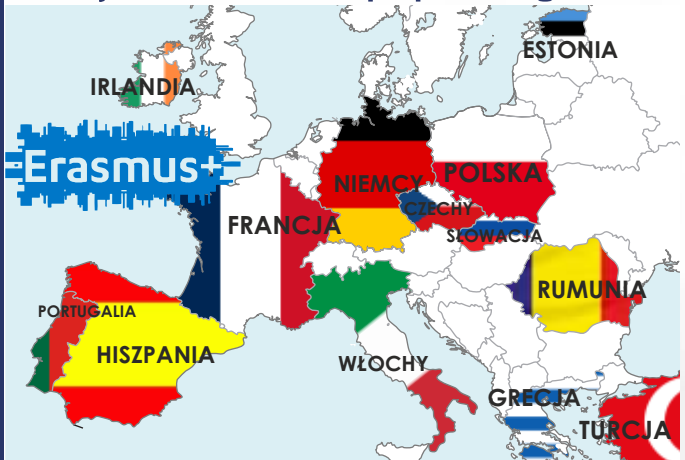 ESTONIA
IRLANDIA
Erasmus+
NIEMCY
POLSKA
CZECHY
FRANCJA
SŁOWACJA
RUMUNIA
PORTUGALIA
HISZPANIA
WŁOCHY
GRECJA
TURCJA